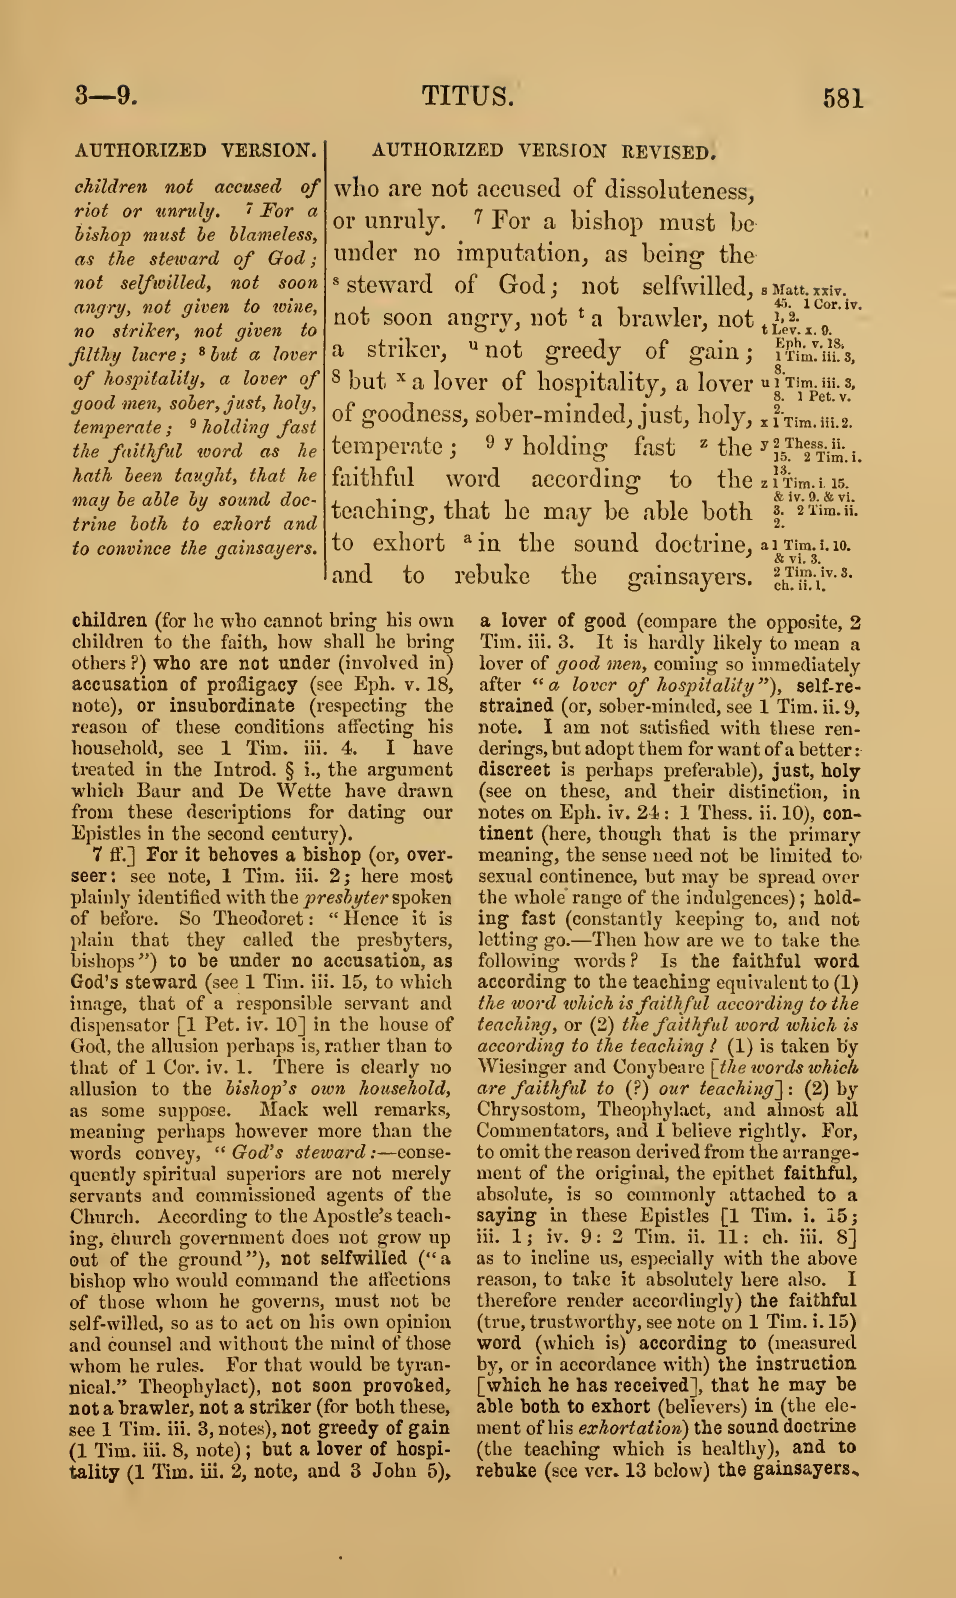 3—9.
TITUS.
581
AUTHORIZED VERSION.
children not accused of
riot or unruly. 7 For a
bishop must be blameless,
as the steward of God;
not selfwilled, not soon
angry, not given to wine,
no striker, not given to
filthy lucre; 8 but a lover
of hospitality, a lover of
good men, sober, just, holy,
temperate; 9 holding fast
the faithful word as he
hath been taught, that he
may be able by sound doc-
trine both to exhort and
to convince the gainsayers.
AUTHORIZED VERSION REVISED.
who are not accused of dissoluteness,
or unruly. 7 For a bishop must be
under no imputation, as being the
s steward of God; not selfwilled,
not soon angry, not t a brawler, not
a striker, u not greedy of gain;
8 but x a lover of hospitality, a lover
of goodness, sober-minded, just, holy,
temperate; 9 y holding fast z the
faithful word according to the
teaching, that he may be able both
to exhort a in the sound doctrine,
and to rebuke the gainsayers.
s Matt. xxiv.
45. 1 Cor. iv.
1, 2.
t Lev. x. 9.
Eph. v. 18.
1 Tim. iii. 3,
8.
u 1 Tim. iii. 3,
8. 1 Pet. v.
2.
x 1 Tim. iii. 2.
y 2 Thess. ii.
15. 2 Tim. i.
13.
z 1 Tim. i. 15.
& iv. 9. & vi.
3. 2 Tim. ii.
2.
a 1 Tim. i. 10.
& vi. 3.
2 Tim. iv. 3.
ch. ii. 1.
children (for he who cannot bring his own
children to the faith, how shall he bring
others?) who are not under (involved in)
accusation of profligacy (see Eph. v. 18,
note), or insubordinate (respecting the
reason of these conditions affecting his
household, see 1 Tim. iii. 4. I have
treated in the Introd. § i., the argument
which Baur and De Wette have drawn
from these descriptions for dating our
Epistles in the second century).
7 ff.] For it behoves a bishop (or, over-
seer: see note, 1 Tim. iii. 2; here most
plainly identified with the presbyter spoken
of before. So Theodoret: "Hence it is
plain that they called the presbyters,
bishops") to be under no accusation, as
God's steward (see 1 Tim. iii. 15, to which
image, that of a responsible servant and
dispensator [1 Pet. iv. 10] in the house of
God, the allusion perhaps is, rather than to
that of 1 Cor. iv. 1. There is clearly no
allusion to the bishop's own household,
as some suppose. Mack well remarks,
meaning perhaps however more than the
words convey, "God's steward:—conse-
quently spiritual superiors are not merely
servants and commissioned agents of the
Church. According to the Apostle's teach-
ing, church government does not grow up
out of the ground"), not selfwilled ("a
bishop who would command the affections
of those whom he governs, must not be
self-willed, so as to act on his own opinion
and counsel and without the mind of those
whom he rules. For that would be tyran-
nical." Theophylact), not soon provoked,
not a brawler, not a striker (for both these,
see 1 Tim. iii. 3, notes), not greedy of gain
(1 Tim. iii. 8, note); but a lover of hospi-
tality (1 Tim. iii. 2, note, and 3 John 5),
a lover of good (compare the opposite, 2
Tim. iii. 3. It is hardly likely to mean a
lover of good men, coming so immediately
after "a lover of hospitality"), self-re-
strained (or, sober-minded, see 1 Tim. ii. 9,
note. I am not satisfied with these ren-
derings, but adopt them for want of a better:
discreet is perhaps preferable), just, holy
(see on these, and their distinction, in
notes on Eph. iv. 24: 1 Thess. ii. 10), con-
tinent (here, though that is the primary
meaning, the sense need not be limited to
sexual continence, but may be spread over
the whole range of the indulgences); hold-
ing fast (constantly keeping to, and not
letting go.—Then how are we to take the
following words? Is the faithful word
according to the teaching equivalent to (1)
the word which is faithful according to the
teaching, or (2) the faithful word which is
according to the teaching? (1) is taken by
Wiesinger and Conybeare [the words which
are faithful to (?) our teaching]: (2) by
Chrysostom, Theophylact, and almost all
Commentators, and I believe rightly. For,
to omit the reason derived from the arrange-
ment of the original, the epithet faithful,
absolute, is so commonly attached to a
saying in these Epistles [1 Tim. i. 15;
iii. 1; iv. 9: 2 Tim. ii. 11: ch. iii. 8]
as to incline us, especially with the above
reason, to take it absolutely here also. I
therefore render accordingly) the faithful
(true, trustworthy, see note on 1 Tim. i. 15)
word (which is) according to (measured
by, or in accordance with) the instruction
[which he has received], that he may be
able both to exhort (believers) in (the ele-
ment of his exhortation) the sound doctrine
(the teaching which is healthy), and to
rebuke (see ver. 13 below) the gainsayers.